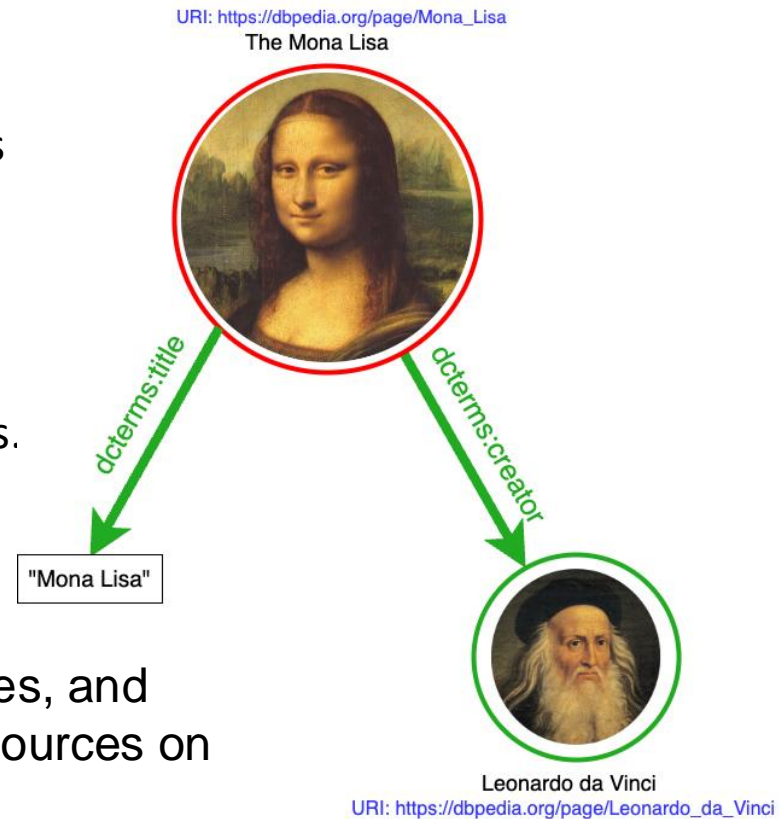 URI: https://dbpedia.org/page/Mona_Lisa
The Mona Lisa
s
dcterms:title
dcterms:creator
s.
"Mona Lisa"
es, and
ources on
Leonardo da Vinci
URI: https://dbpedia.org/page/Leonardo_da_Vinci